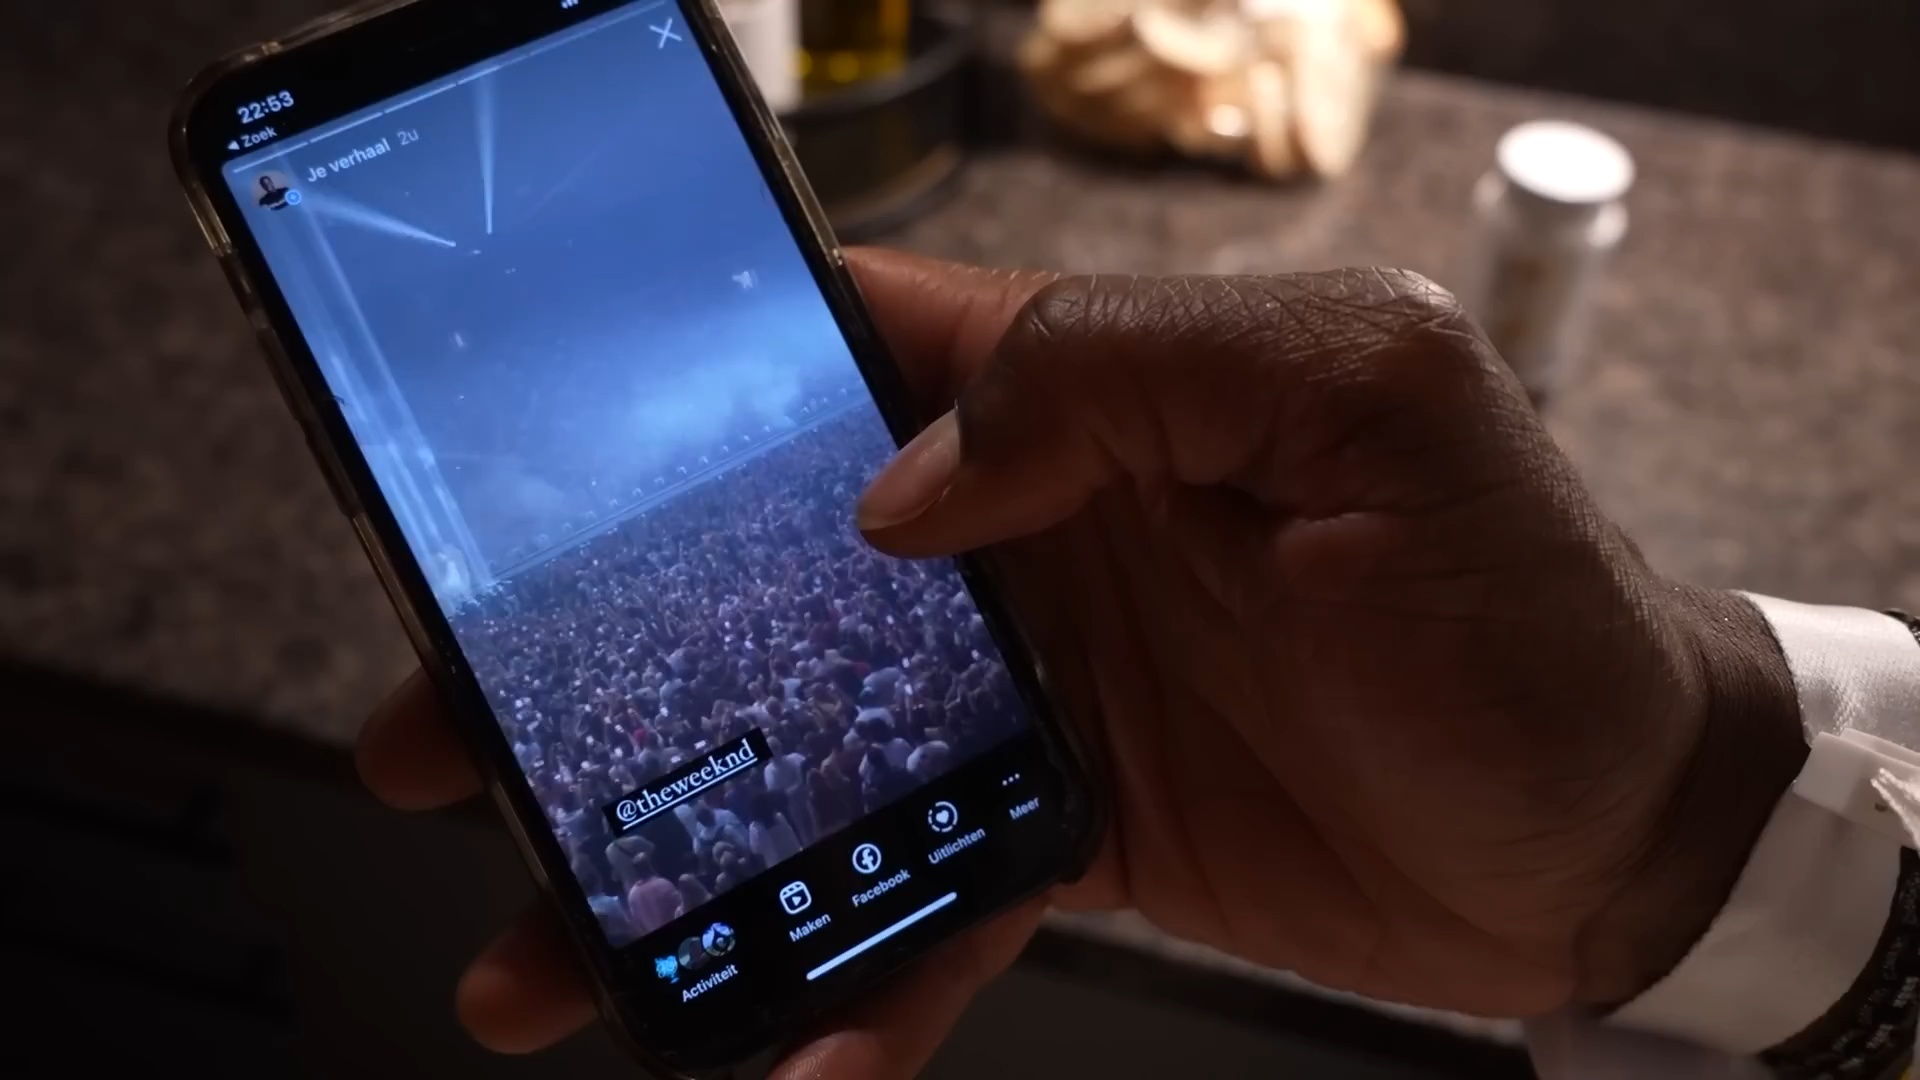 22:53
◀ Zoek
Je verhaal 2u
@theweeknd
Activiteit
Maken
Facebook
Uitlichten
Meer